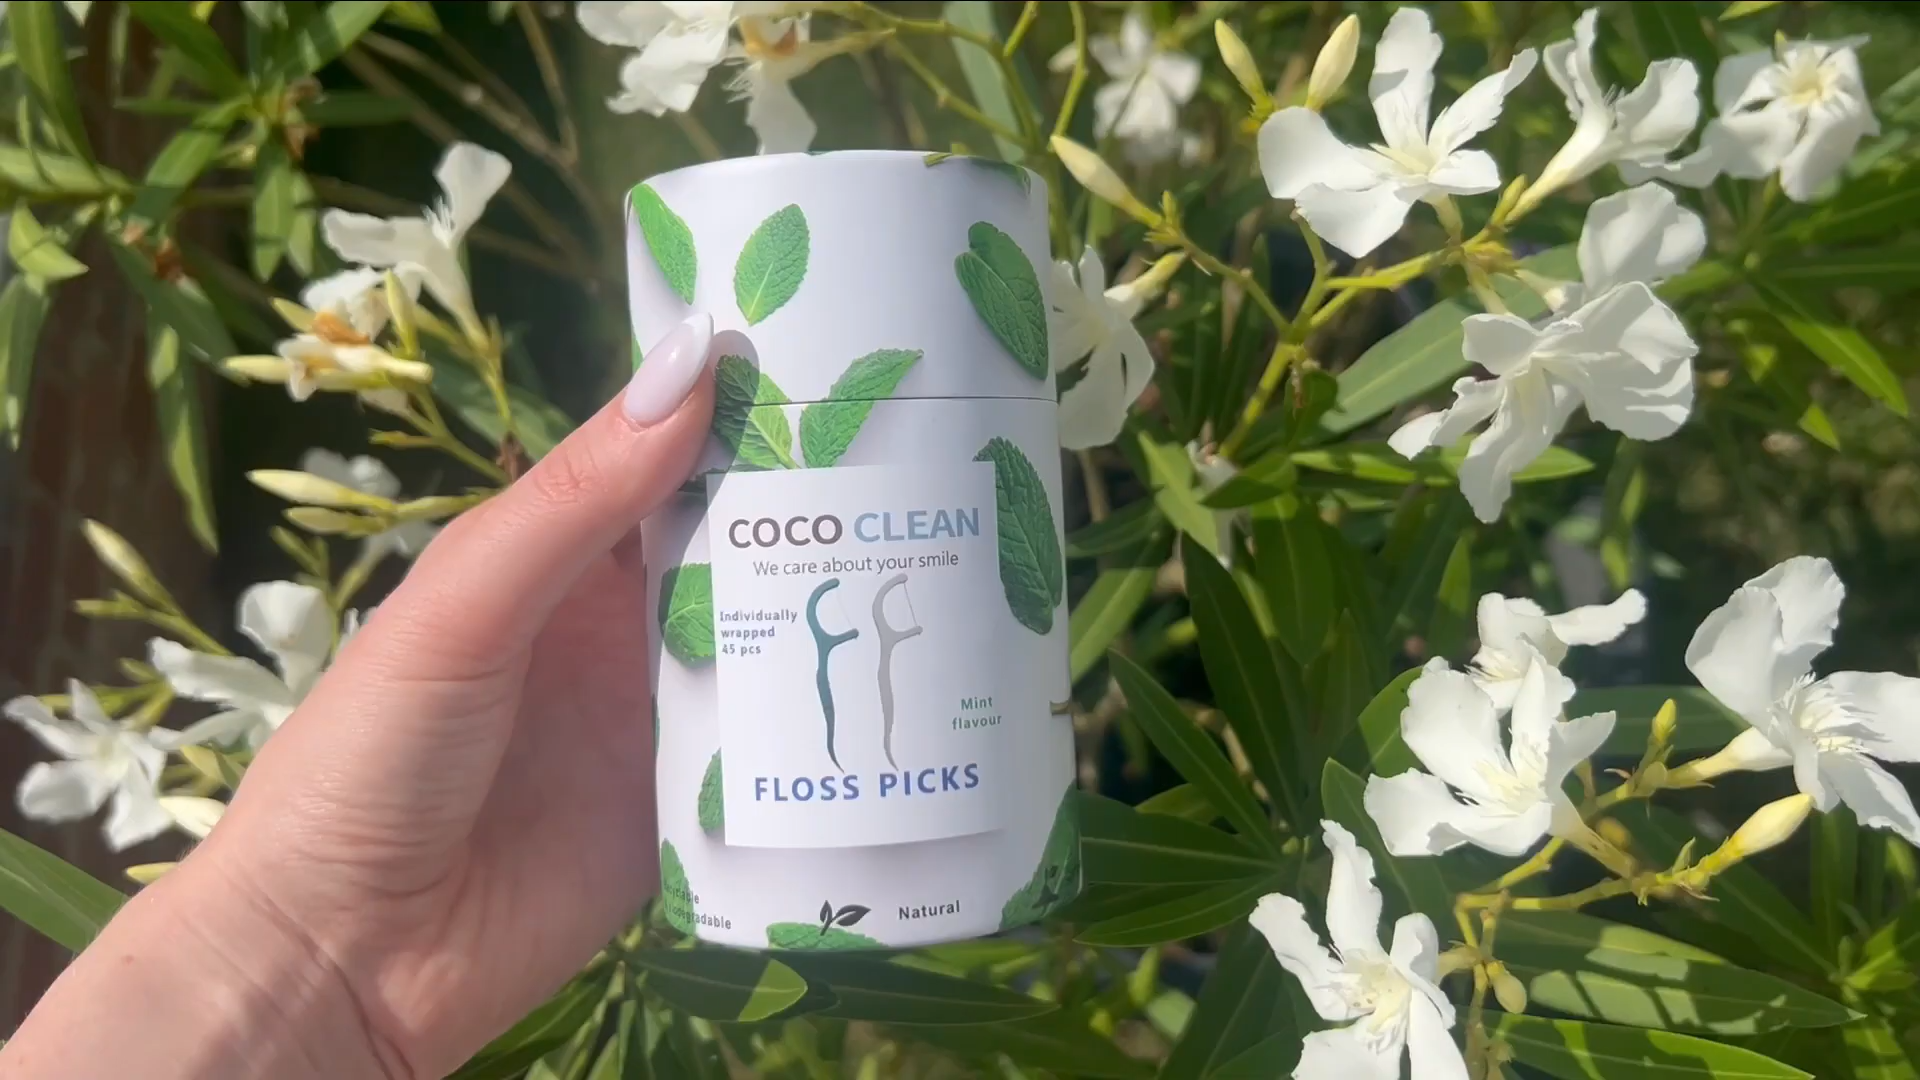 COCO CLEAN
We care about your smile
Individually
wrapped
45 pcs
Mint
flavour
FLOSS PICKS
Natural